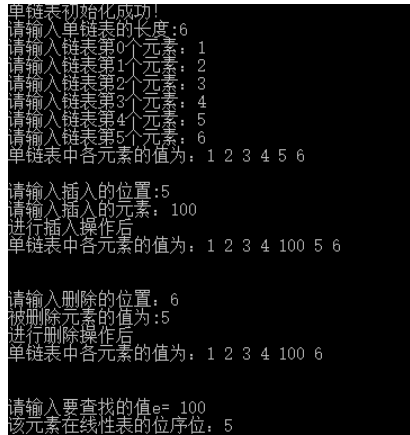 单链表初始化成功!
请输入单链表的长度:6
请输入链表第0个元素：1
请输入链表第1个元素：2
请输入链表第2个元素：3
请输入链表第3个元素：4
请输入链表第4个元素：5
请输入链表第5个元素：6
单链表中各元素的值为：1 2 3 4 5 6
请输入插入的位置:5
请输入插入的元素：100
进行插入操作后
单链表中各元素的值为：1 2 3 4 100 5 6
请输入删除的位置：6
被删除元素的值为:5
进行删除操作后
单链表中各元素的值为：1 2 3 4 100 6
请输入要查找的值e= 100
该元素在线性表的位序位：5